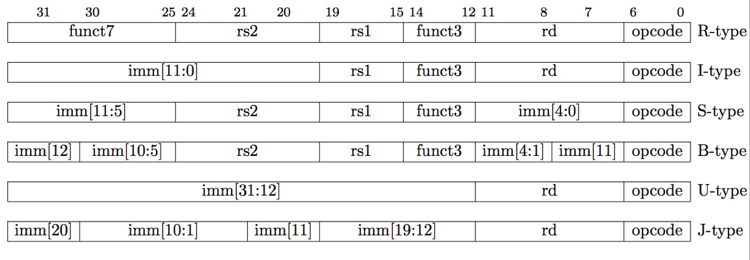 31 30 25 24 21 20 19 15 14 12 11 8 7 6 0
funct7 rs2 rs1 funct3 rd opcode R-type
imm[11:0] rs1 funct3 rd opcode I-type
imm[11:5] rs2 rs1 funct3 imm[4:0] opcode S-type
imm[12] imm[10:5] rs2 rs1 funct3 imm[4:1] imm[11] opcode B-type
imm[31:12] rd opcode U-type
imm[20] imm[10:1] imm[11] imm[19:12] rd opcode J-type